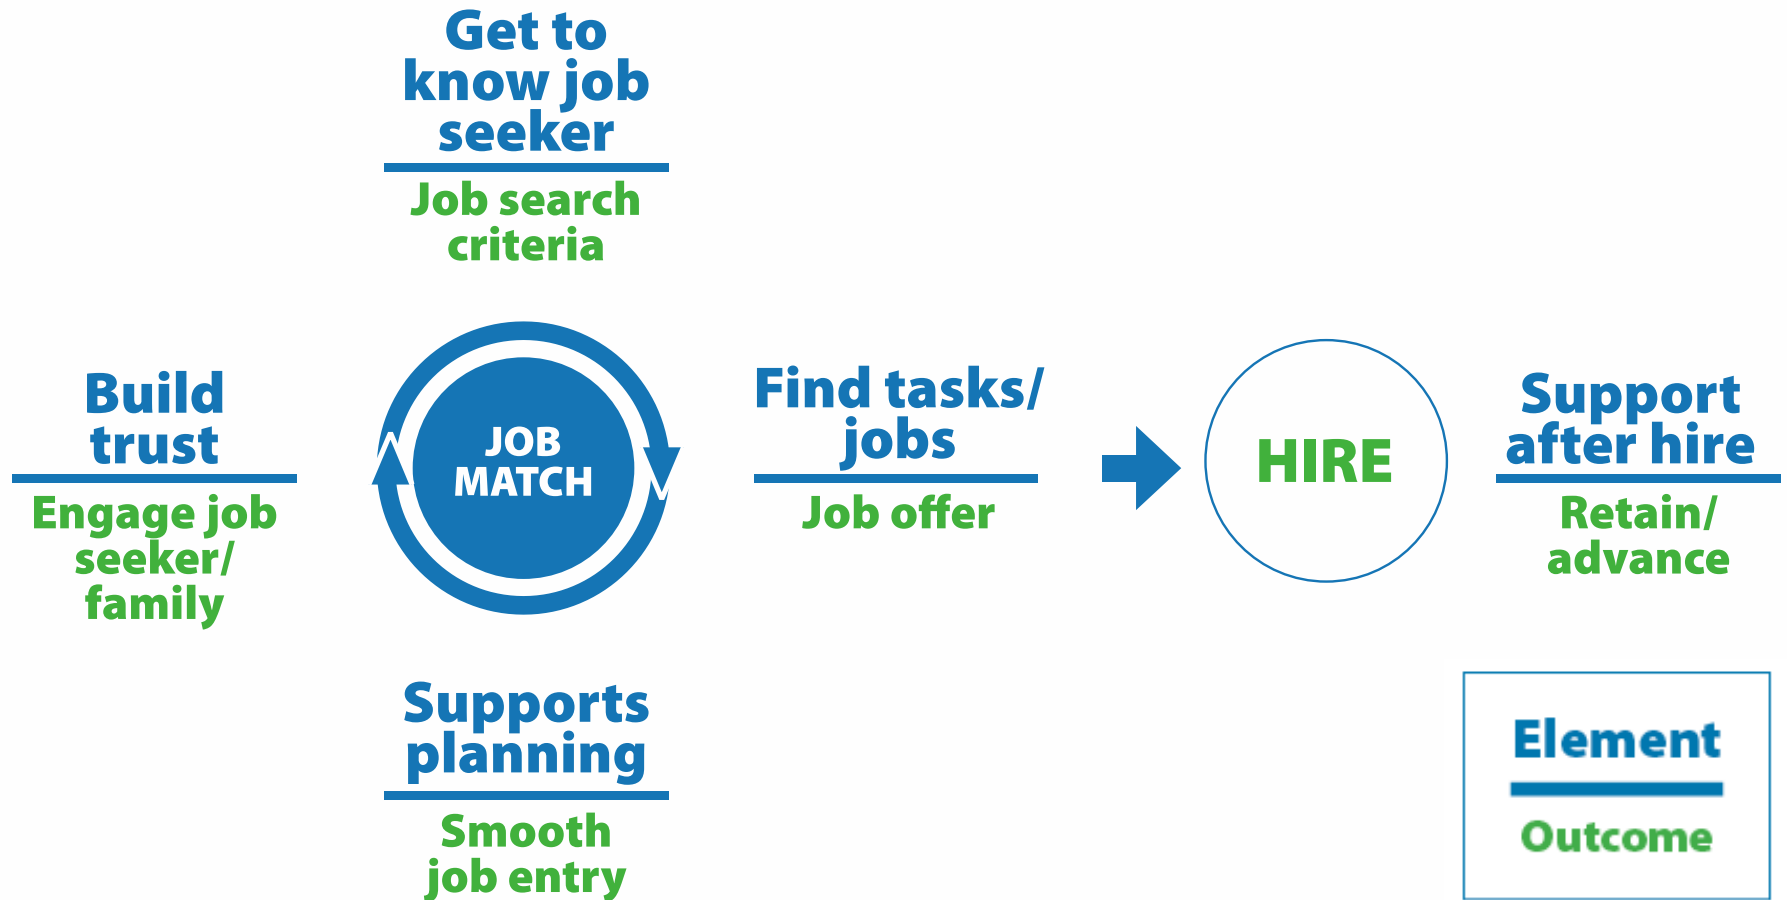 Get to
know job
seeker
Job search
criteria
Build
trust
Engage job
seeker/
family
JOB
MATCH
Find tasks/
jobs
Job offer
HIRE
Support
after hire
Retain/
advance
Supports
planning
Smooth
job entry
Element
Outcome